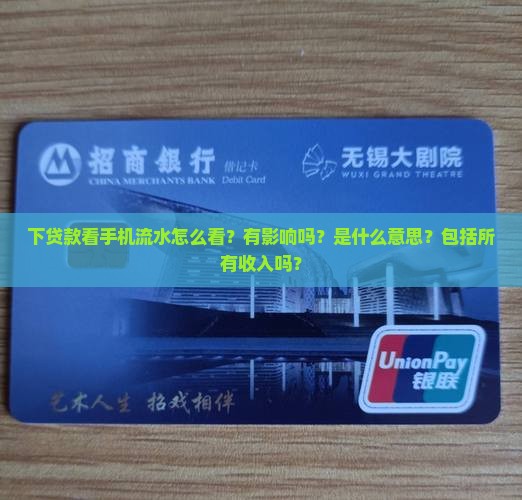 招商银行 借记卡
CHINA MERCHANTS BANK Debit Card
无锡大剧院
WUXI GRAND THEATRE
下贷款看手机流水怎么看？有影响吗？是什么意思？包括所
有收入吗？
UnionPay
银联
艺术人生 招戏相伴